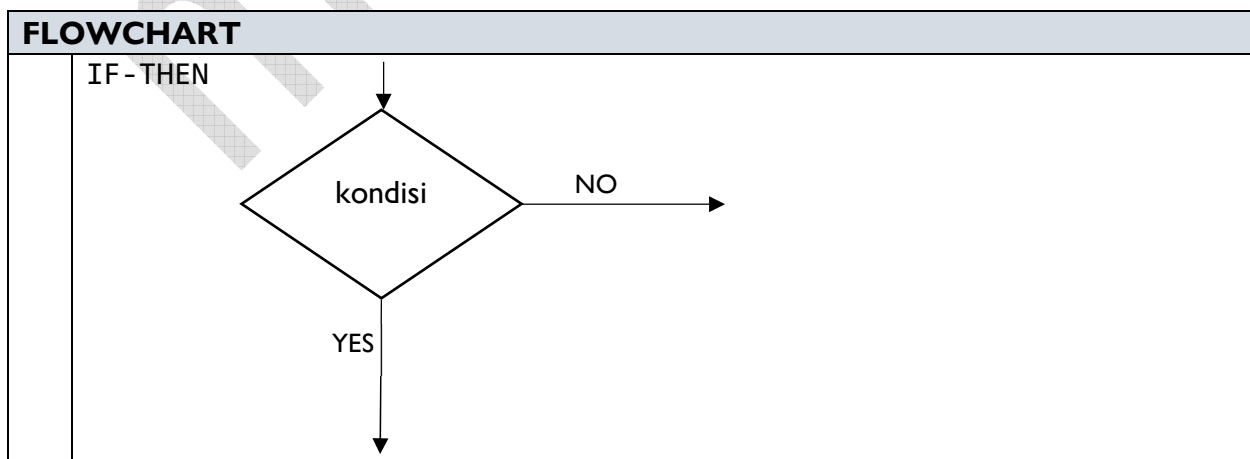 FLOWCHART
IF-THEN
kondisi
NO
YES